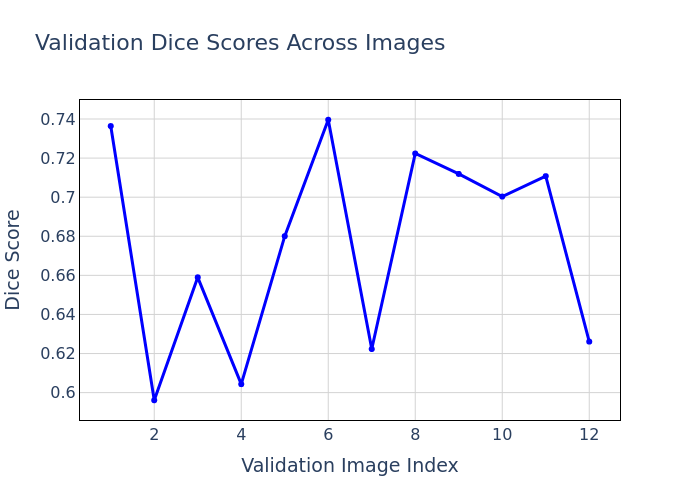 Validation Dice Scores Across Images
0.74
0.72
0.7
0.68
0.66
0.64
0.62
0.6
Dice Score
2 4 6 8 10 12
Validation Image Index